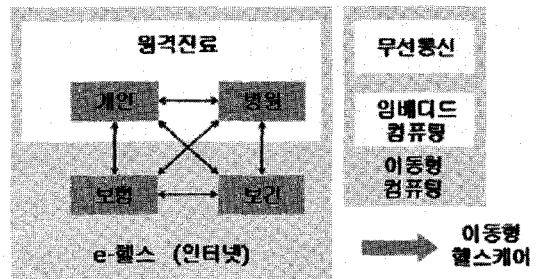 원격진료
개인
병원
보험
보건
e-헬스 (인터넷)
무선통신
임베디드
컴퓨팅
이동형
컴퓨팅
이동형
헬스케어